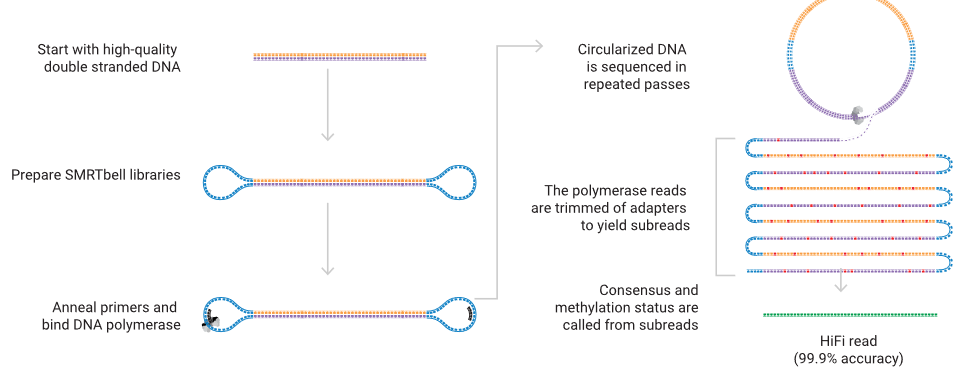 Start with high-quality
double stranded DNA
Prepare SMRTbell libraries
Anneal primers and
bind DNA polymerase
Circularized DNA
is sequenced in
repeated passes
The polymerase reads
are trimmed of adapters
to yield subreads
Consensus and
methylation status are
called from subreads
HiFi read
(99.9% accuracy)